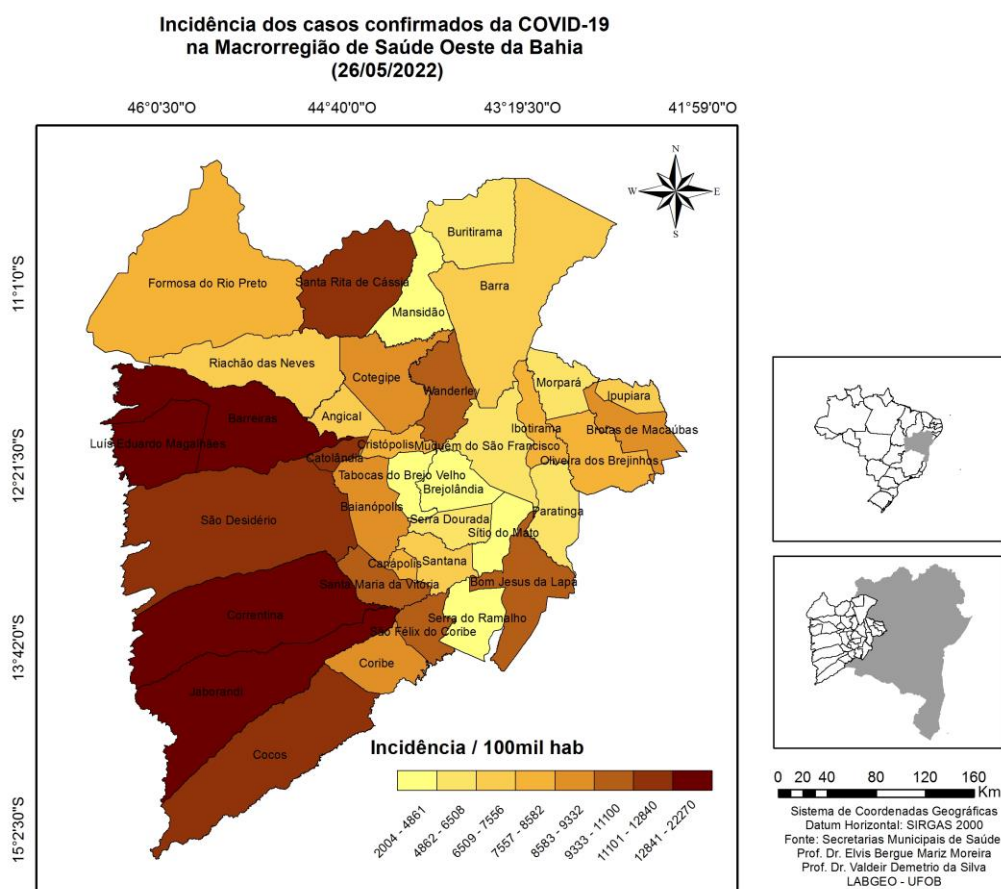 Incidência dos casos confirmados da COVID-19
na Macrorregião de Saúde Oeste da Bahia
(26/05/2022)
46°0'30"O
44°40'0"O
43°19'30"O
41°59'0"O
11°1'0"S
12°21'30"S
13°42'0"S
15°2'30"S
N
W
E
S
Buritirama
Formosa do Rio Preto
Santa Rita de Cássia
Barra
Mansidão
Riachão das Neves
Cotegipe
Wanderley
Morpará
Ipupiara
Barreiras
Angical
Ibotirama
Brotas de Macaúbas
Luís Eduardo Magalhães
Cristópolis
Muquém do São Francisco
Catolândia
Oliveira dos Brejinhos
Tabocas do Brejo Velho
Brejolândia
Baianópolis
Paratinga
São Desidério
Serra Dourada
Sítio do Mato
Canápolis
Santana
Santa Maria da Vitória
Bom Jesus da Lapa
Correntina
Serra do Ramalho
São Félix do Coribe
Coribe
Jaborandi
Cocos
Incidência / 100mil hab
2004 - 4861
4862 - 6508
6509 - 7556
7557 - 8582
8583 - 9332
9333 - 11100
11101 - 12840
12841 - 22270
0 20 40 80 120 160
Km
Sistema de Coordenadas Geográficas
Datum Horizontal: SIRGAS 2000
Fonte: Secretarias Municipais de Saúde
Prof. Dr. Elvis Bergue Mariz Moreira
Prof. Dr. Valdeir Demetrio da Silva
LABGEO - UFOB